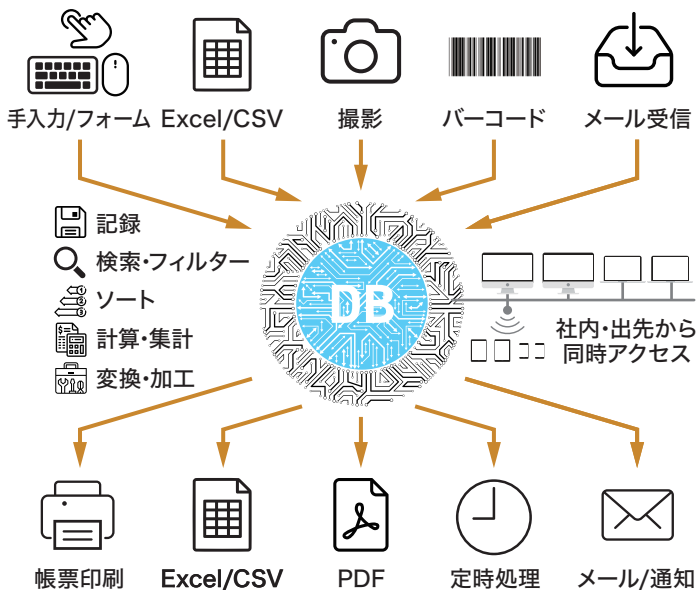 手入力/フォーム
Excel/CSV
撮影
バーコード
メール受信
記録
検索・フィルター
1
2
3
ソート
計算・集計
変換・加工
DB
社内・出先から
同時アクセス
帳票印刷
Excel/CSV
PDF
定時処理
メール/通知